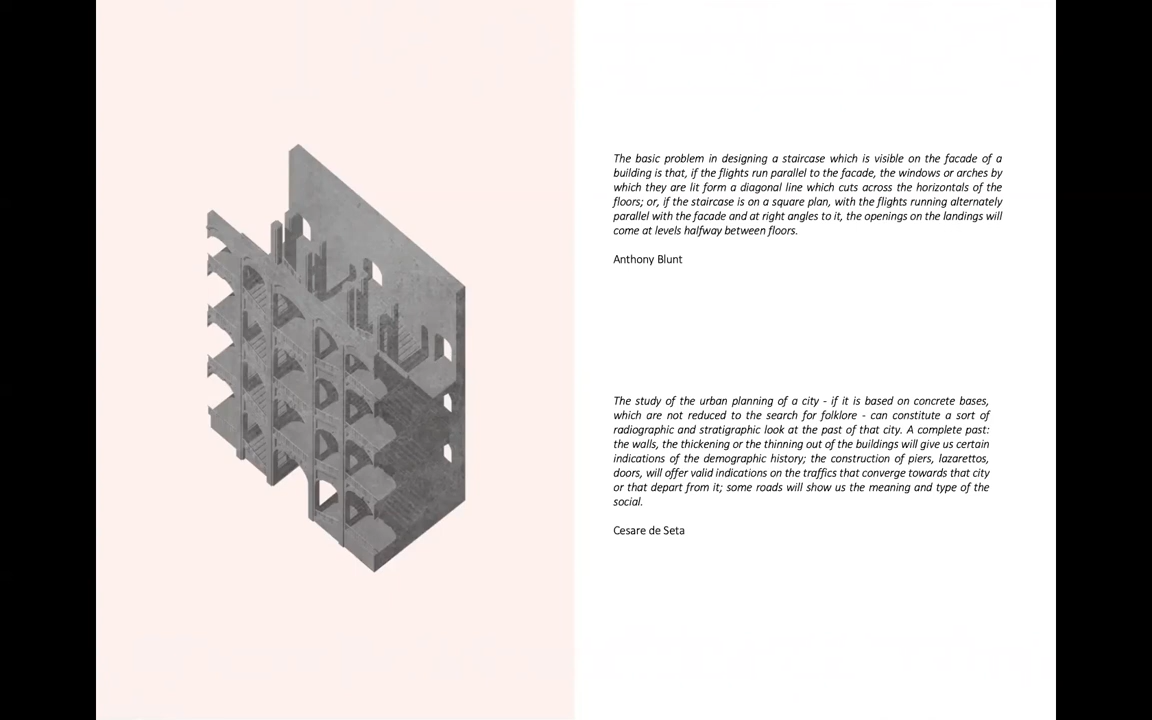 The basic problem in designing a staircase which is visible on the facade of a
building is that, if the flights run parallel to the facade, the windows or arches by
which they are lit form a diagonal line which cuts across the horizontals of the
floors; or, if the staircase is on a square plan, with the flights running alternately
parallel with the facade and at right angles to it, the openings on the landings will
come at levels halfway between floors.
Anthony Blunt
The study of the urban planning of a city - if it is based on concrete bases,
which are not reduced to the search for folklore - can constitute a sort of
radiographic and stratigraphic look at the past of that city. A complete past:
the walls, the thickening or the thinning out of the buildings will give us certain
indications of the demographic history; the construction of piers, lazarettos,
doors, will offer valid indications on the traffics that converge towards that city
or that depart from it; some roads will show us the meaning and type of the
social.
Cesare de Seta